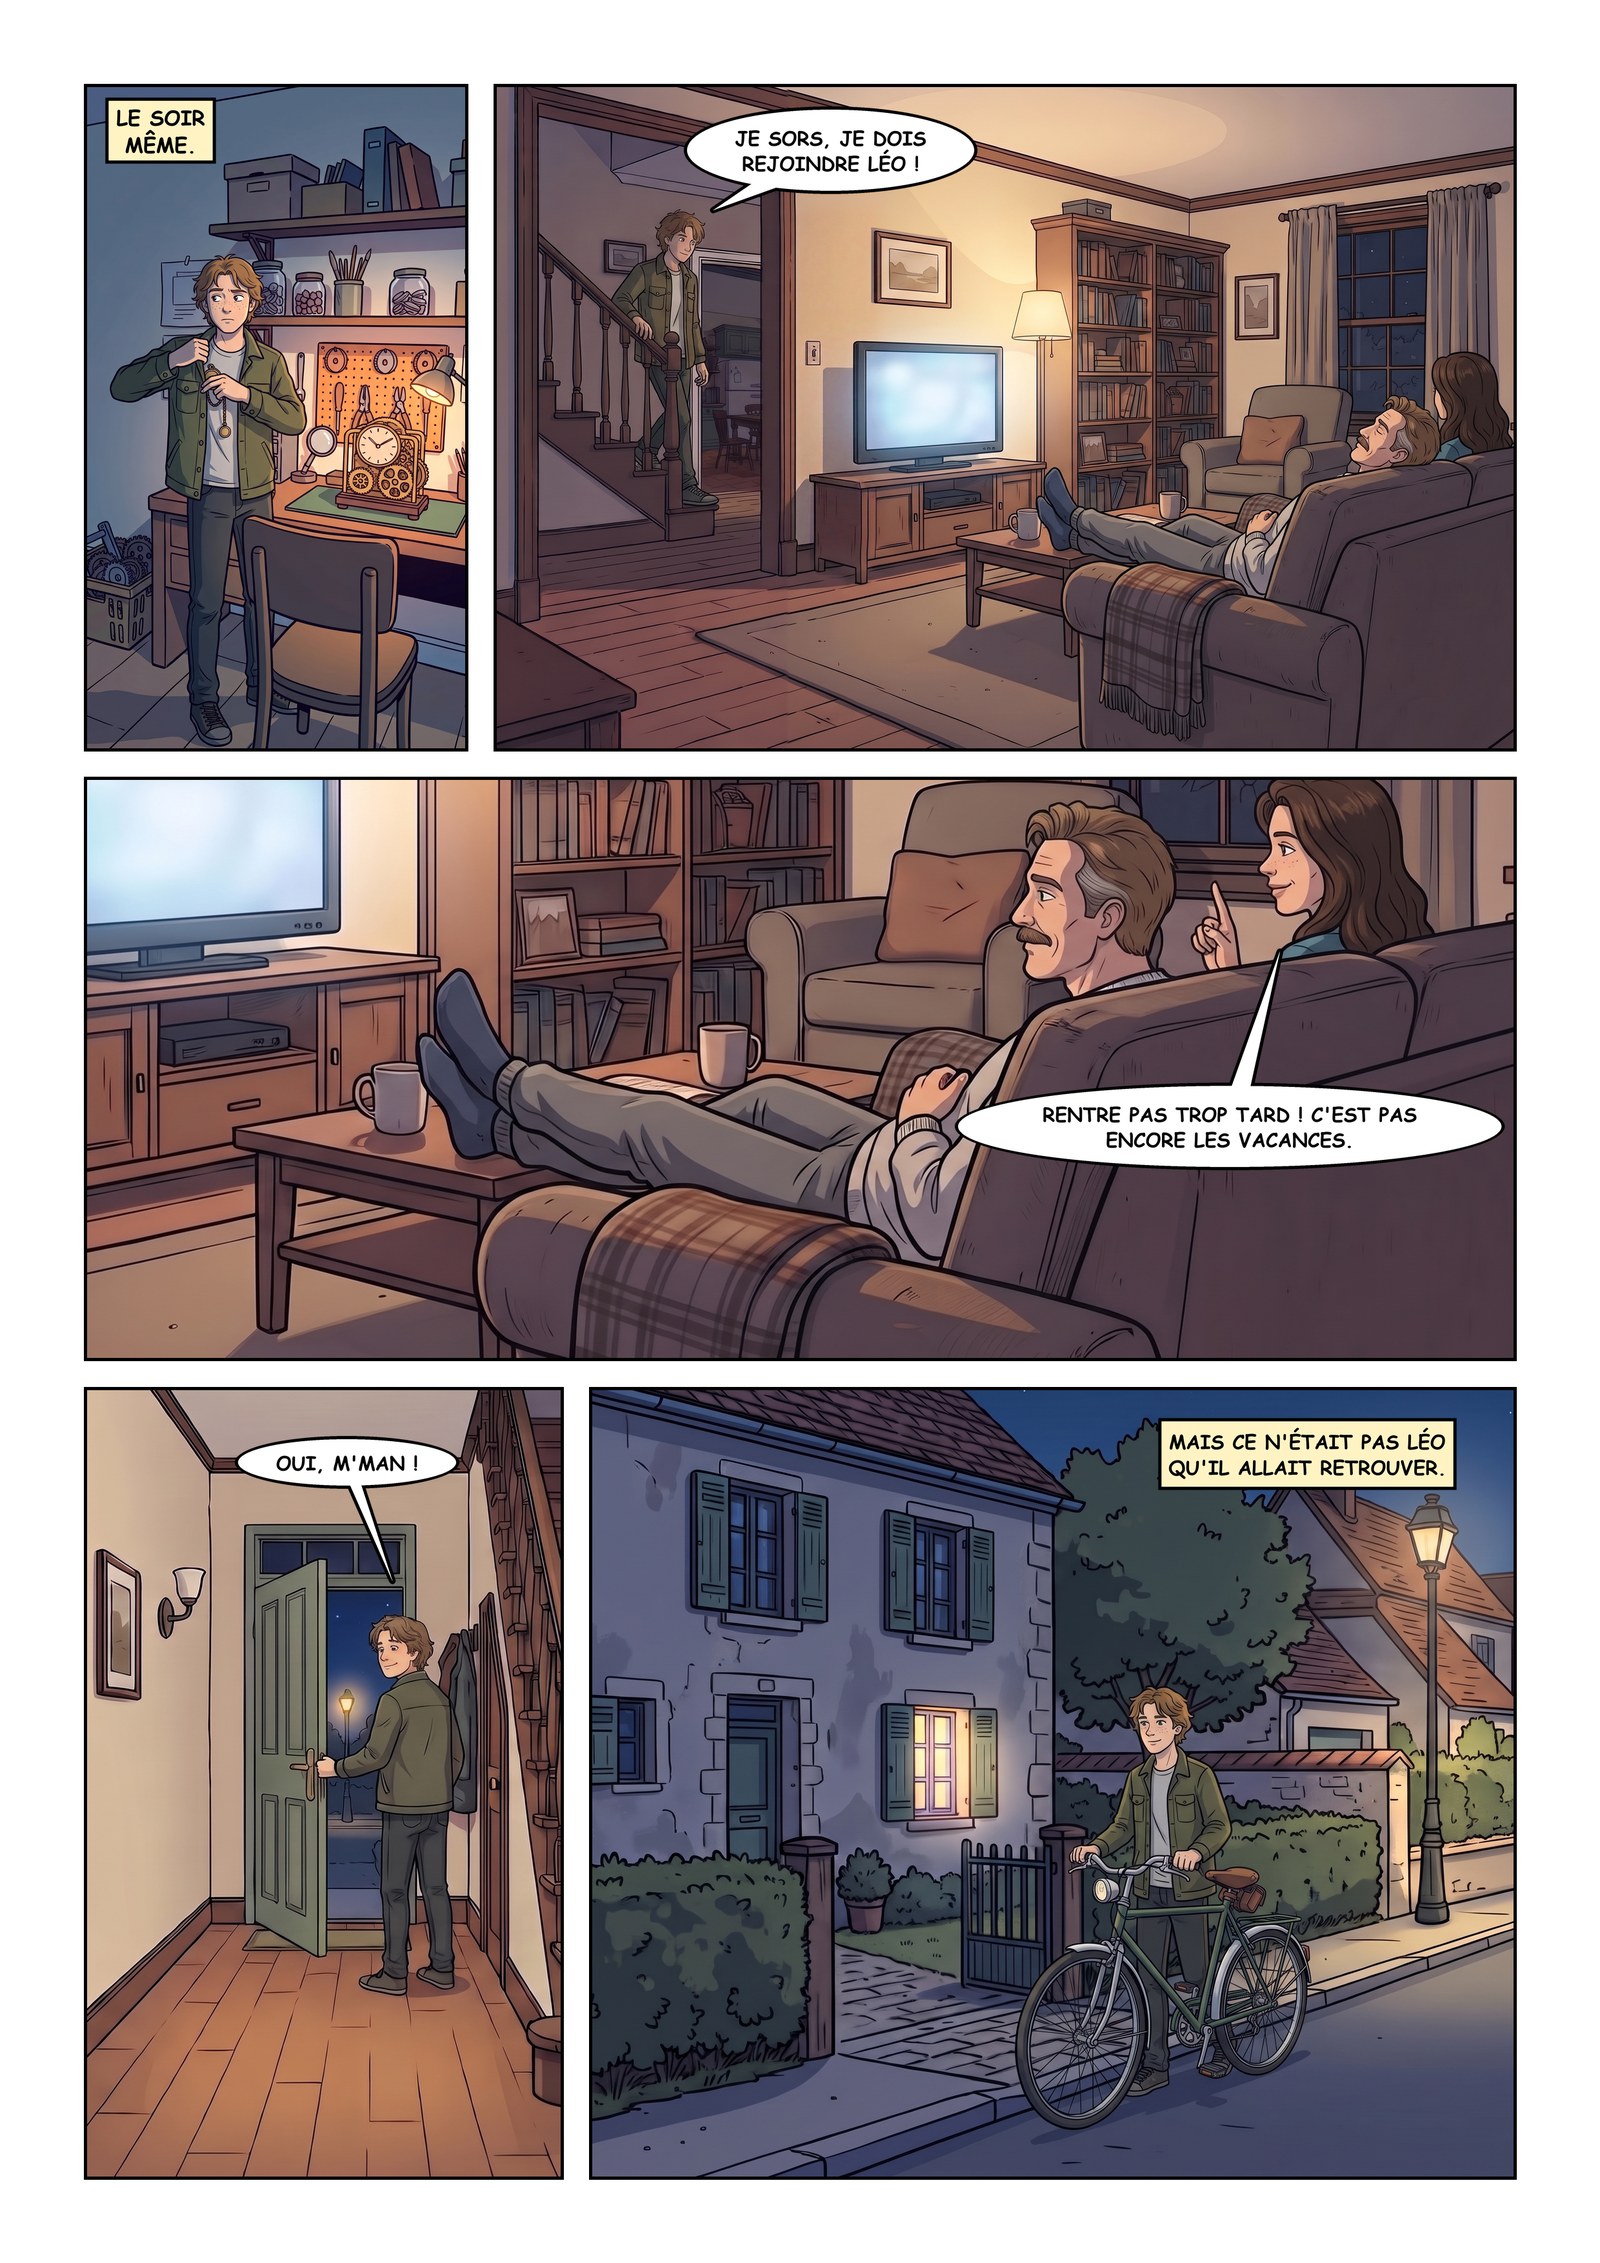 LE SOIR
MÊME.
JE SORS, JE DOIS
REJOINDRE LÉO !
RENTRE PAS TROP TARD ! C'EST PAS
ENCORE LES VACANCES.
OUI, M'MAN !
MAIS CE N'ÉTAIT PAS LÉO
QU'IL ALLAIT RETROUVER.